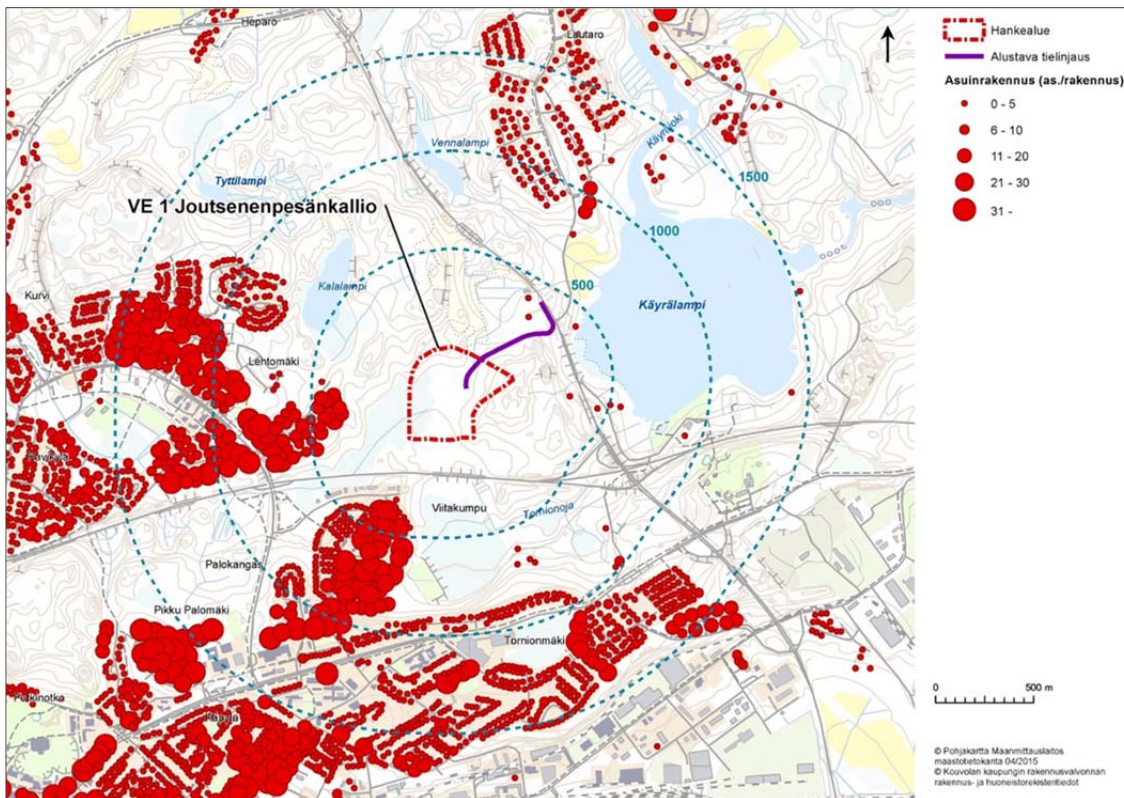 Heparo
Lautaro
Käyräjoki
Vennalampi
1500
Tyttilampi
VE 1 Joutsenenpesänkallio
1000
500
Kalalampi
Käyrälampi
Kurvi
Lehtomäki
Viitakumpu
Tornionoja
Palokangas
Pikku Palomäki
Tornionmäki
Hankealue
Alustava tielinjaus
Asuinrakennus (as./rakennus)
0 - 5
6 - 10
11 - 20
21 - 30
31 -
0 500 m
© Pohjakartta Maanmittauslaitos
maastotietokanta 04/2015
© Kouvolan kaupungin rakennusvalvonnan
rakennus- ja huoneistorekisteritiedot